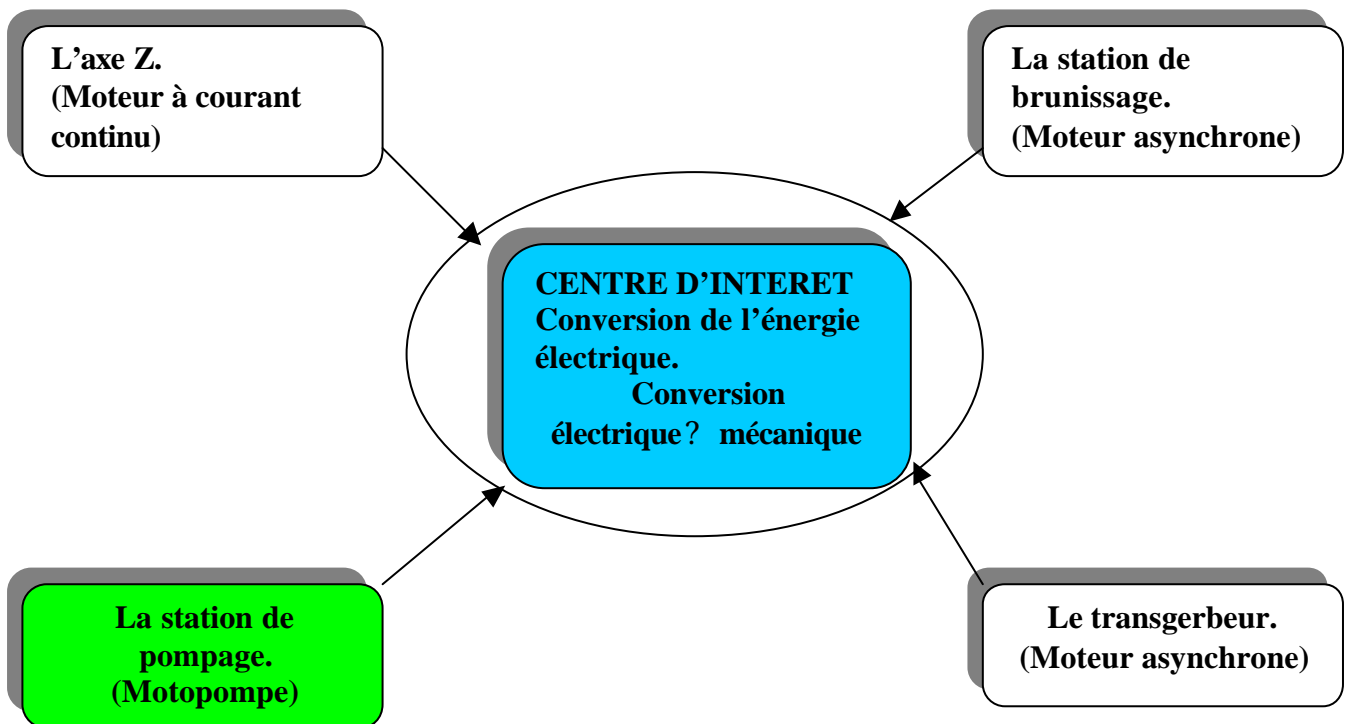 L’axe Z.
(Moteur à courant
continu)
La station de
brunissage.
(Moteur asynchrone)
CENTRE D’INTERET
Conversion de l’énergie
électrique.
Conversion
électrique? mécanique
La station de
pompage.
(Motopompe)
Le transgerbeur.
(Moteur asynchrone)